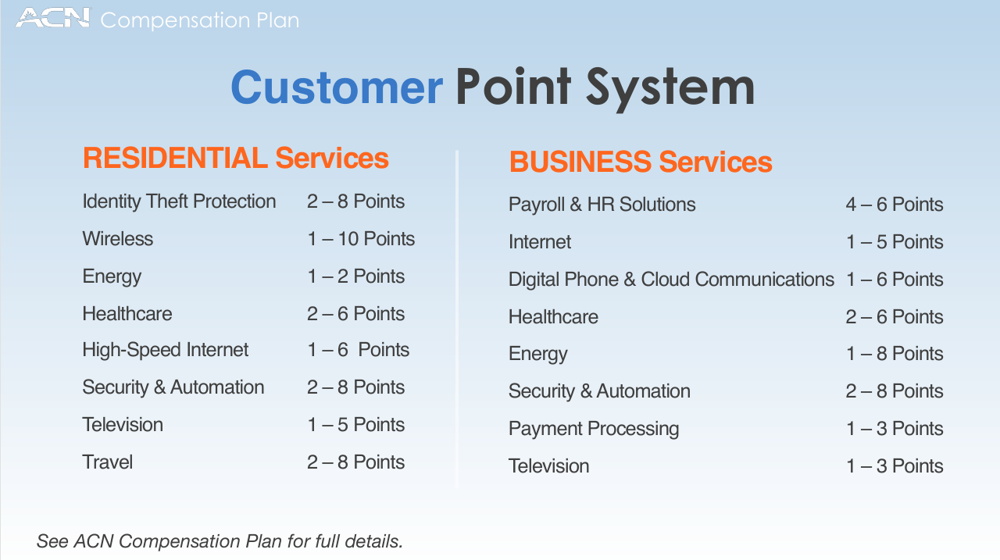 ACN Compensation Plan
Customer Point System
RESIDENTIAL Services
Identity Theft Protection 2 – 8 Points
Wireless 1 – 10 Points
Energy 1 – 2 Points
Healthcare 2 – 6 Points
High-Speed Internet 1 – 6 Points
Security & Automation 2 – 8 Points
Television 1 – 5 Points
Travel 2 – 8 Points
BUSINESS Services
Payroll & HR Solutions 4 – 6 Points
Internet 1 – 5 Points
Digital Phone & Cloud Communications 1 – 6 Points
Healthcare 2 – 6 Points
Energy 1 – 8 Points
Security & Automation 2 – 8 Points
Payment Processing 1 – 3 Points
Television 1 – 3 Points
See ACN Compensation Plan for full details.